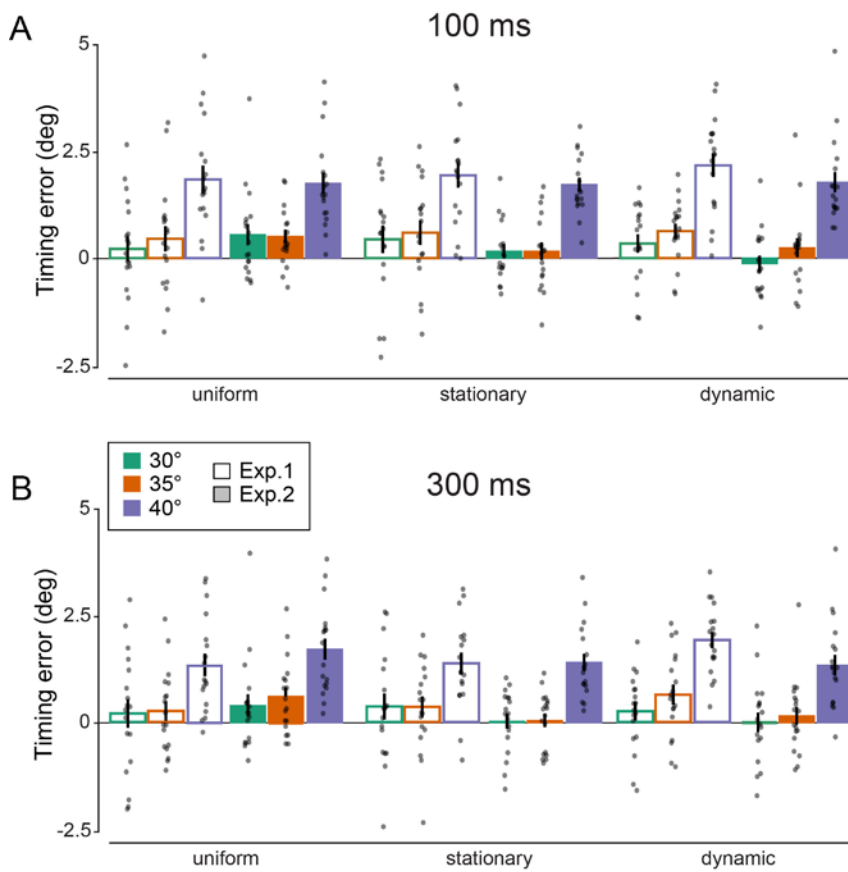 A
100 ms
5
2.5
0
-2.5
Timing error (deg)
uniform stationary dynamic
30°
35°
40°
Exp.1
Exp.2
B
300 ms
5
2.5
0
-2.5
Timing error (deg)
uniform stationary dynamic